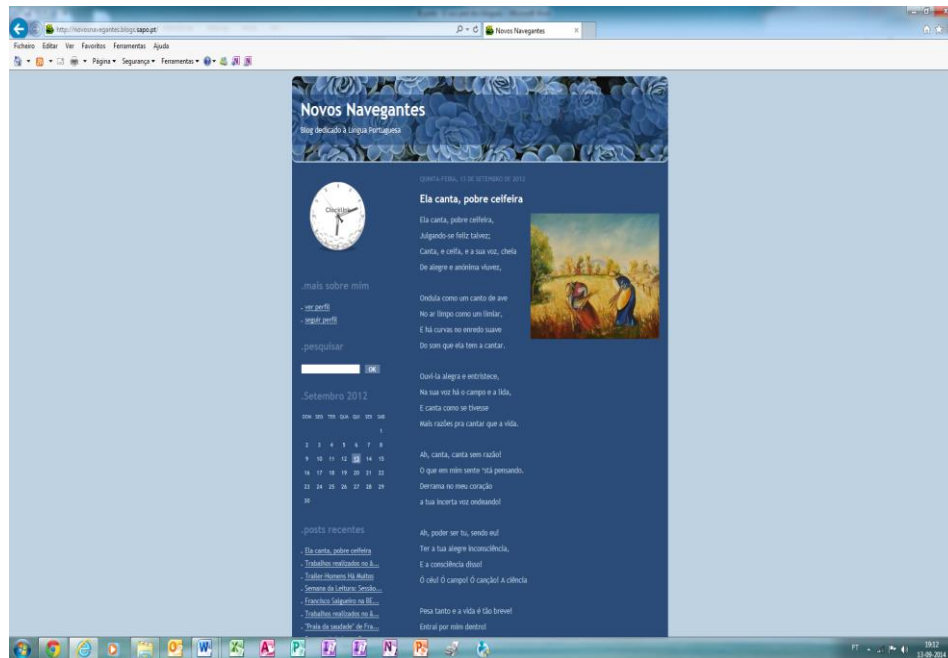 http://novosnavegantes.blogs.sapo.pt/
Novos Navegantes
Ficheiro Editar Ver Favoritos Ferramentas Ajuda
Página Segurança Ferramentas
Novos Navegantes
Blog dedicado à Língua Portuguesa
QUINTA-FEIRA, 13 DE SETEMBRO DE 2012
Ela canta, pobre ceifeira
Ela canta, pobre ceifeira,
Julgando-se feliz talvez;
Canta, e ceifa, e a sua voz, cheia
De alegre e anónima viuvez,
Ondula como um canto de ave
No ar limpo como um limiar,
E há curvas no enredo suave
Do som que ela tem a cantar.
Ouvi-la alegra e entristece,
Na sua voz há o campo e a lida,
E canta como se tivesse
Mais razões pra cantar que a vida.
Ah, canta, canta sem razão!
O que em mim sente 'stá pensando.
Derrama no meu coração
a tua incerta voz ondeando!
Ah, poder ser tu, sendo eu!
Ter a tua alegre inconsciência,
E a consciência disso!
Ó céu! Ó campo! Ó canção! A ciência
Pesa tanto e a vida é tão breve!
Entrai por mim dentro!
.mais sobre mim
. ver perfil
. seguir perfil
.pesquisar
OK
.Setembro 2012
DOM SEG TER QUA QUI SEX SAB
1
2 3 4 5 6 7 8
9 10 11 12 13 14 15
16 17 18 19 20 21 22
23 24 25 26 27 28 29
30
.posts recentes
. Ela canta, pobre ceifeira
. Trabalhos realizados no â...
. Trailer Homens Há Muitos
. Semana da Leitura: Sessão...
. Francisco Salgueiro na BE...
. Trabalhos realizados no â...
. "Praia da saudade" de Fra...
PT
19:12
13-09-2014